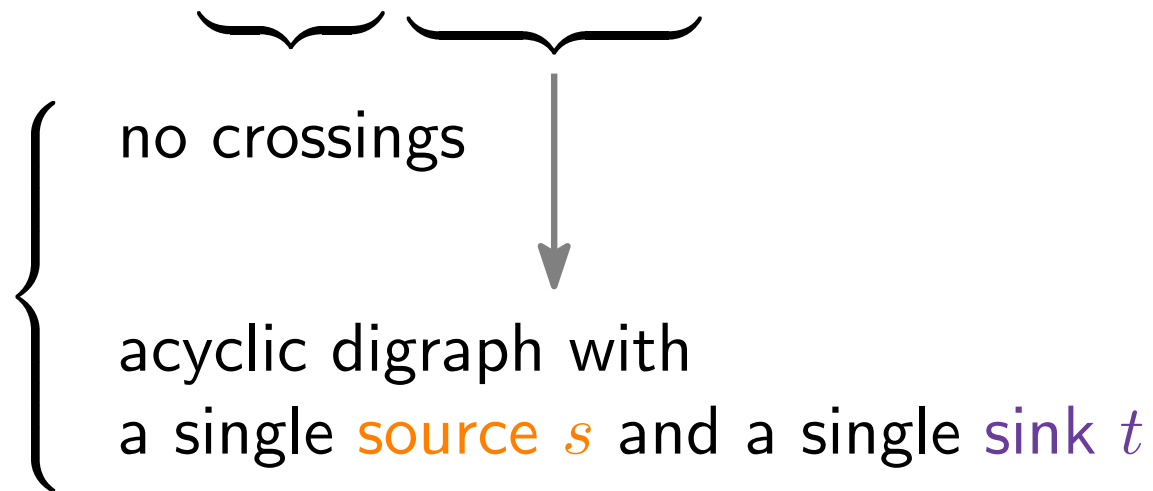 no crossings
acyclic digraph with
a single source s and a single sink t